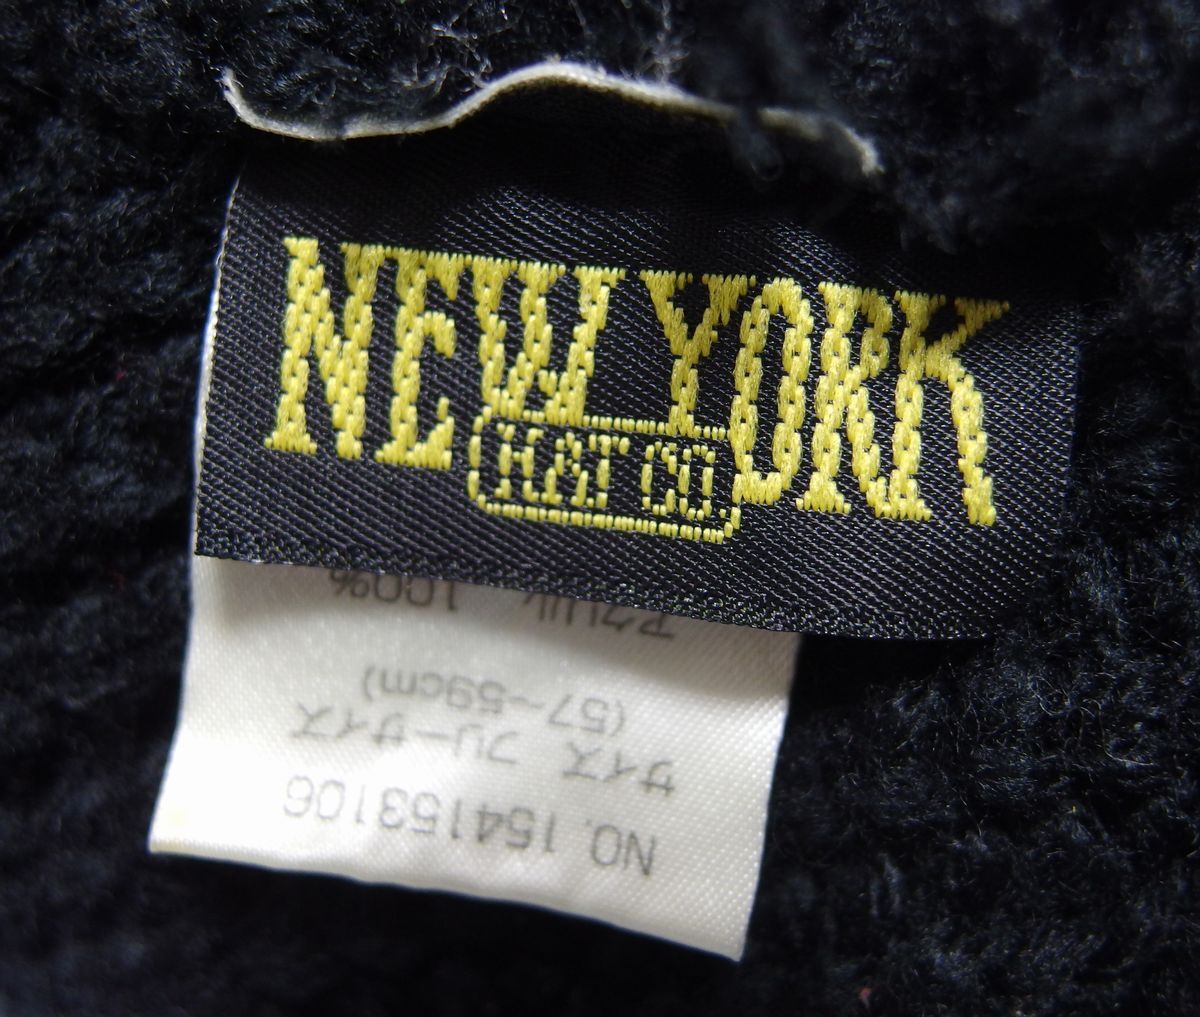 NEW YORK
HAT CO.
NO. 154153106
サイズ フリーサイズ
(57~59cm)
アクリル 100%